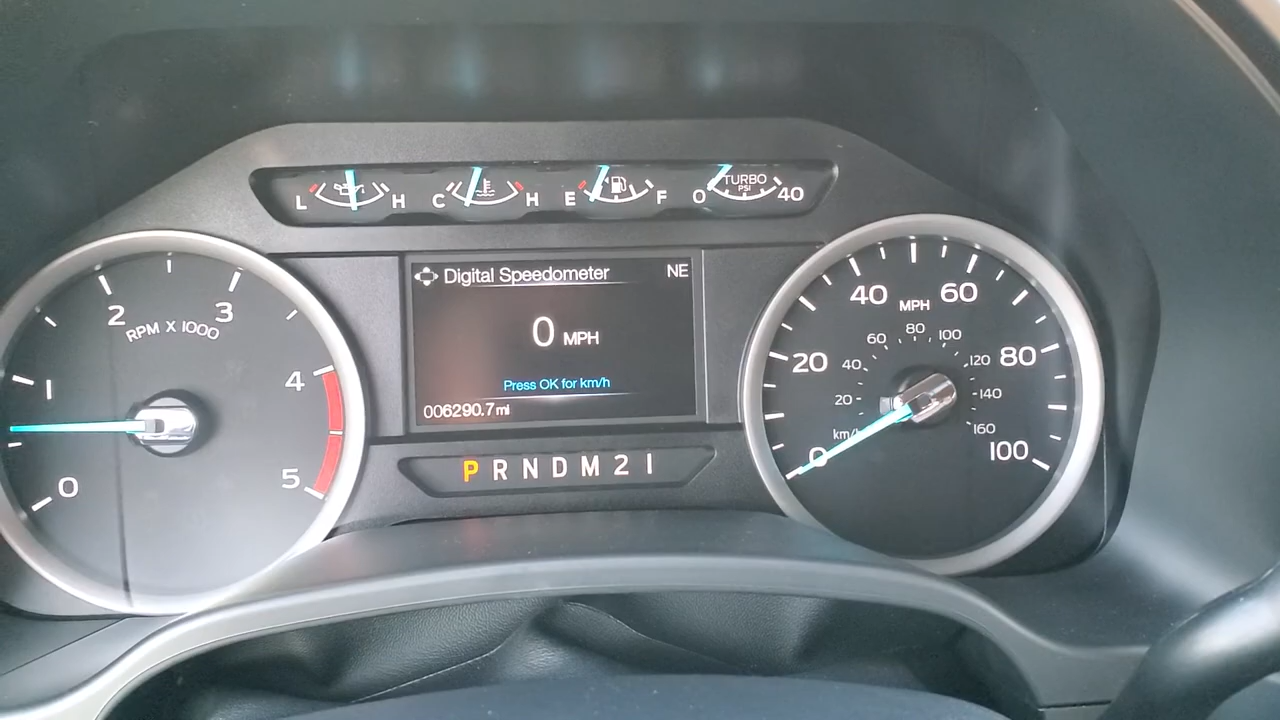 L H C H E F 0 TURBO PSI 40
0 1 2 3 4 5
RPM X 1000
Digital Speedometer NE
0 MPH
Press OK for km/h
006290.7 mi
P R N D M 2 1
0 20 40 60 80 100
MPH
20 40 60 80 100 120 140 160
km/h